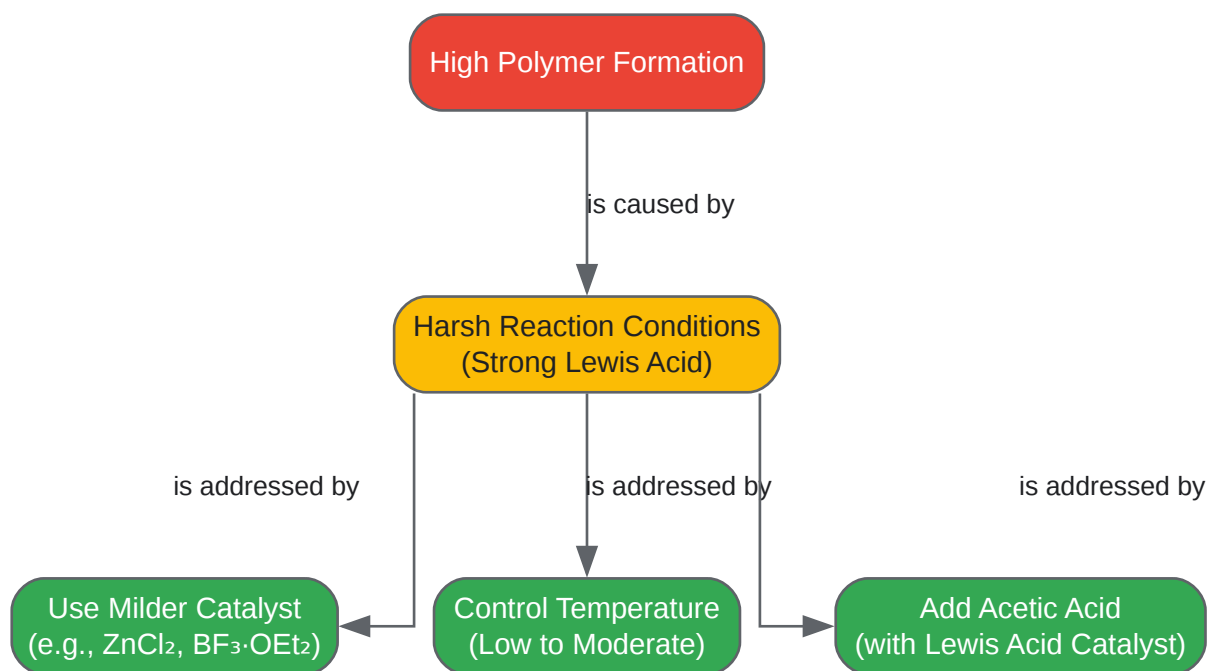 High Polymer Formation
is caused by
Harsh Reaction Conditions
(Strong Lewis Acid)
is addressed by
is addressed by
is addressed by
Use Milder Catalyst
(e.g., ZnCl₂, BF₃·OEt₂)
Control Temperature
(Low to Moderate)
Add Acetic Acid
(with Lewis Acid Catalyst)